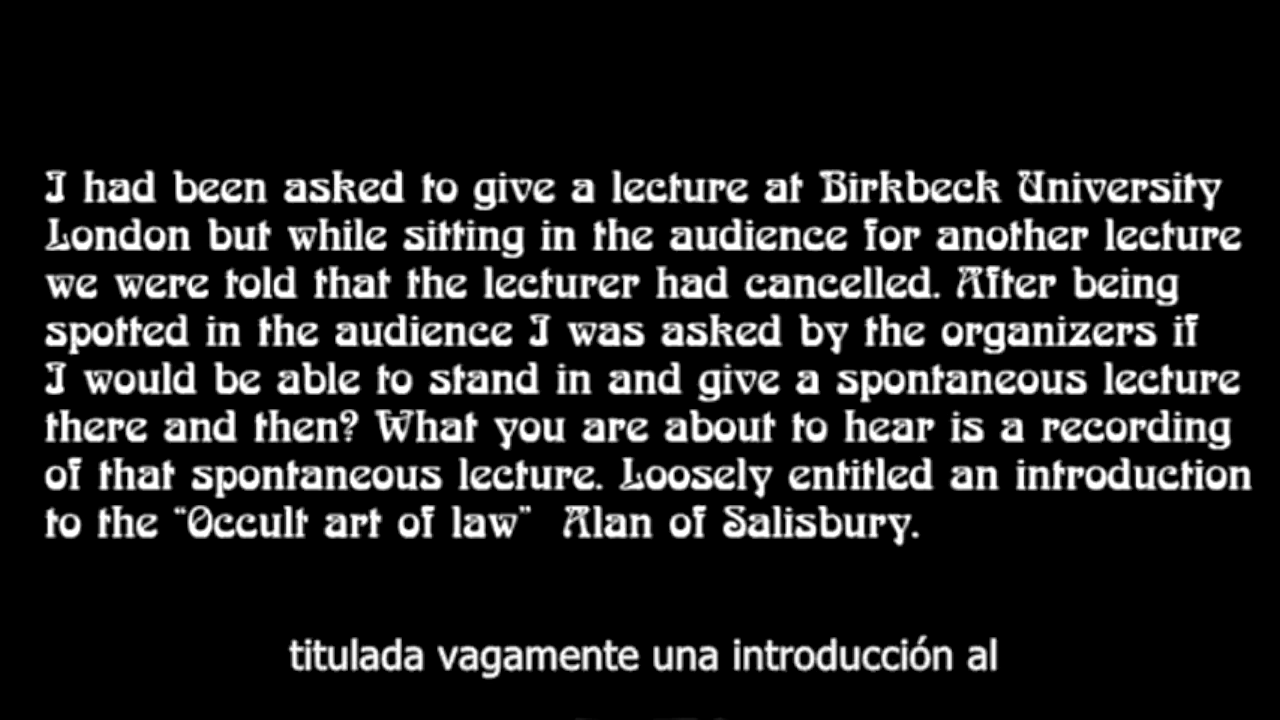 I had been asked to give a lecture at Birkbeck University
London but while sitting in the audience for another lecture
we were told that the lecturer had cancelled. After being
spotted in the audience I was asked by the organizers if
I would be able to stand in and give a spontaneous lecture
there and then? What you are about to hear is a recording
of that spontaneous lecture. Loosely entitled an introduction
to the "Occult art of law" Alan of Salisbury.
titulada vagamente una introducción al